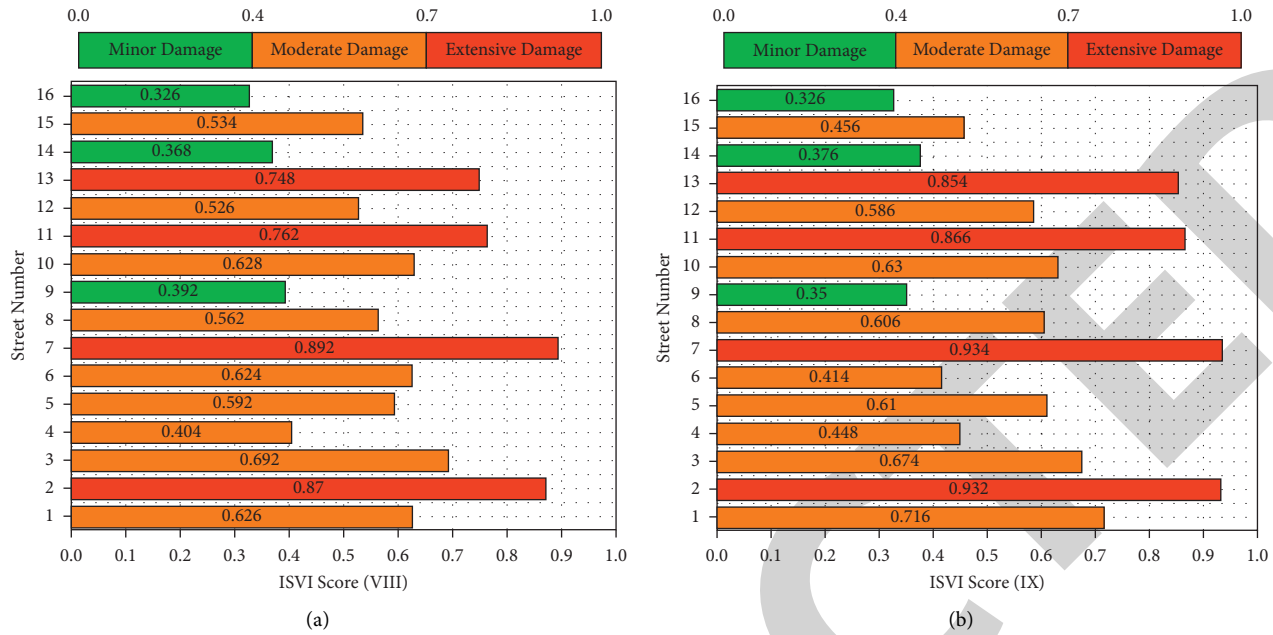 0.0 0.4 0.7 1.0
Minor Damage Moderate Damage Extensive Damage
Street Number
16 0.326
15 0.534
14 0.368
13 0.748
12 0.526
11 0.762
10 0.628
9 0.392
8 0.562
7 0.892
6 0.624
5 0.592
4 0.404
3 0.692
2 0.87
1 0.626
0.0 0.1 0.2 0.3 0.4 0.5 0.6 0.7 0.8 0.9 1.0
ISVI Score (VIII)
(a)
0.0 0.4 0.7 1.0
Minor Damage Moderate Damage Extensive Damage
Street Number
16 0.326
15 0.456
14 0.376
13 0.854
12 0.586
11 0.866
10 0.63
9 0.35
8 0.606
7 0.934
6 0.414
5 0.61
4 0.448
3 0.674
2 0.932
1 0.716
0.0 0.1 0.2 0.3 0.4 0.5 0.6 0.7 0.8 0.9 1.0
ISVI Score (IX)
(b)